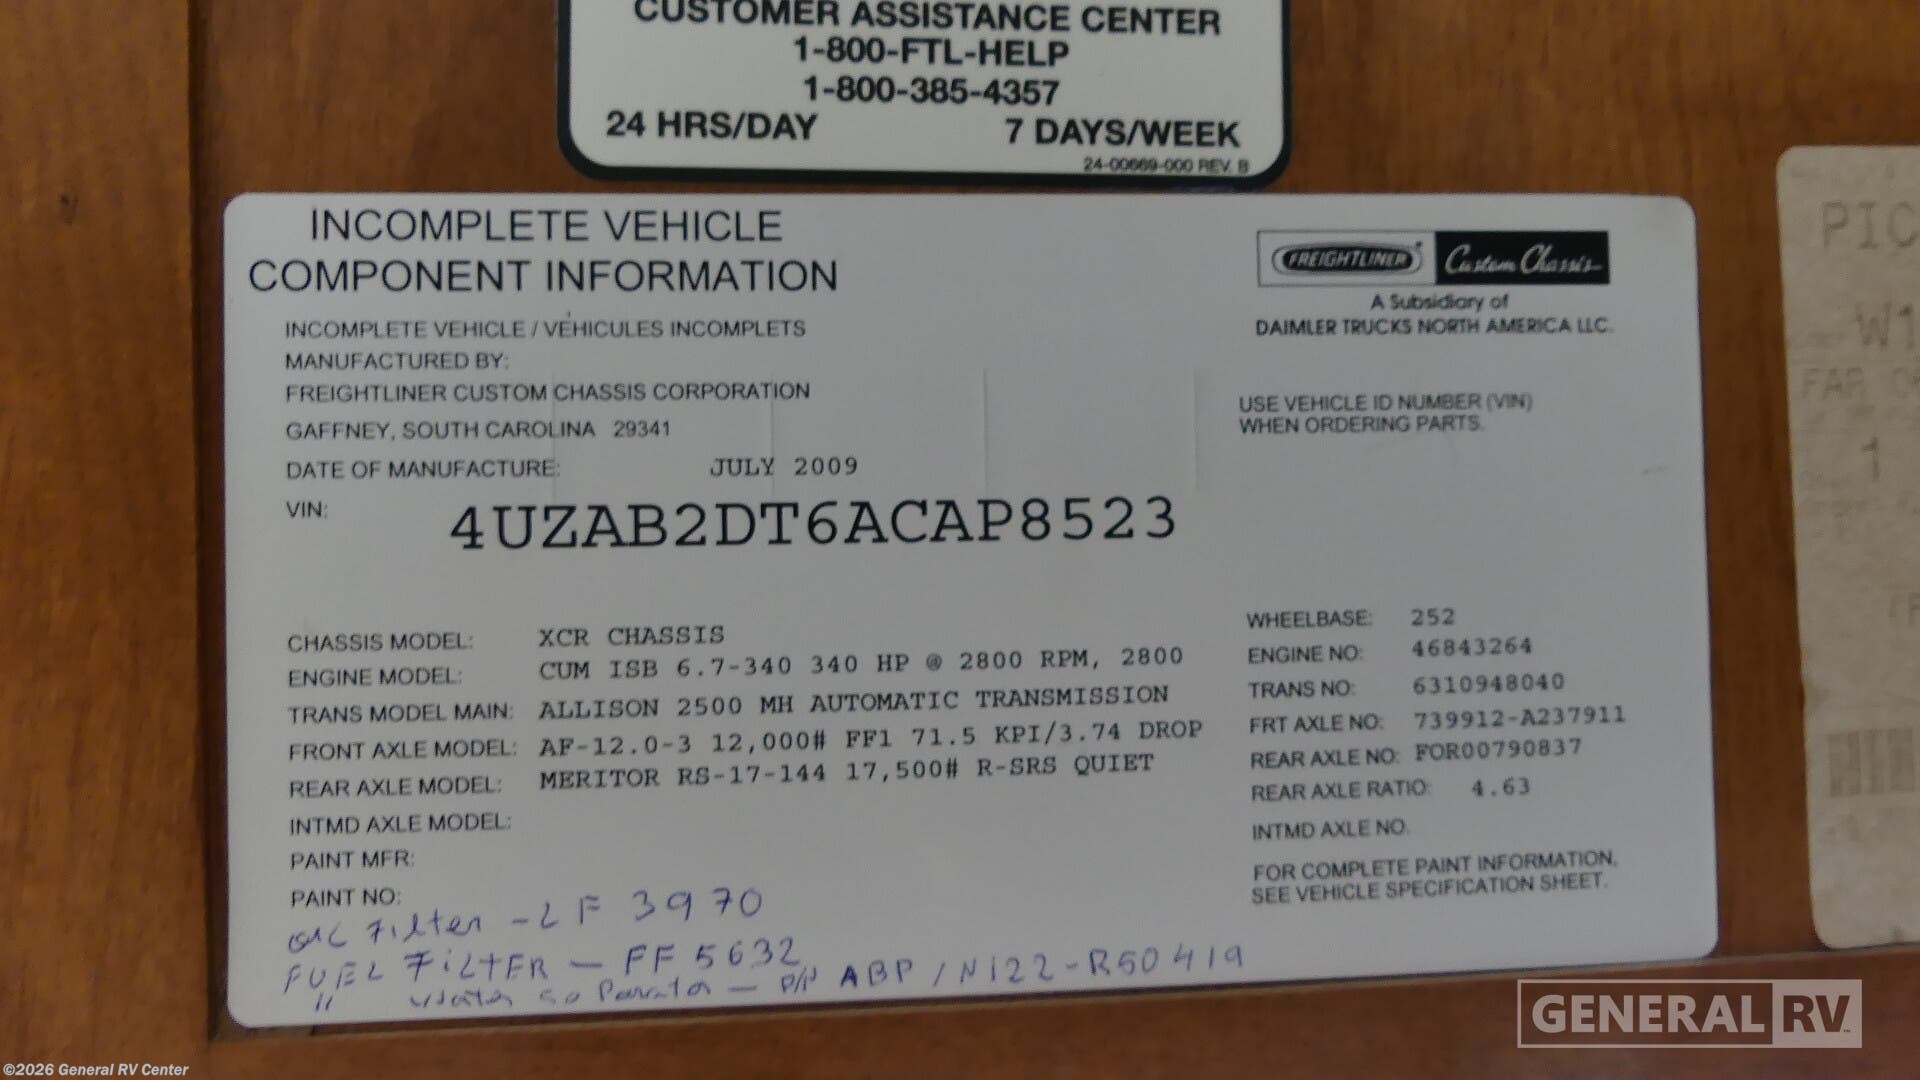 CUSTOMER ASSISTANCE CENTER
1-800-FTL-HELP
1-800-385-4357
24 HRS/DAY 7 DAYS/WEEK
24-00669-000 REV. B
INCOMPLETE VEHICLE
COMPONENT INFORMATION
INCOMPLETE VEHICLE / VÉHICULES INCOMPLETS
MANUFACTURED BY:
FREIGHTLINER CUSTOM CHASSIS CORPORATION
GAFFNEY, SOUTH CAROLINA 29341
DATE OF MANUFACTURE: JULY 2009
VIN: 4UZAB2DT6ACAP8523
FREIGHTLINER Custom Chassis
A Subsidiary of
DAIMLER TRUCKS NORTH AMERICA LLC.
USE VEHICLE ID NUMBER (VIN)
WHEN ORDERING PARTS.
CHASSIS MODEL: XCR CHASSIS
ENGINE MODEL: CUM ISB 6.7-340 340 HP @ 2800 RPM, 2800
TRANS MODEL MAIN: ALLISON 2500 MH AUTOMATIC TRANSMISSION
FRONT AXLE MODEL: AF-12.0-3 12,000# FF1 71.5 KPI/3.74 DROP
REAR AXLE MODEL: MERITOR RS-17-144 17,500# R-SRS QUIET
INTMD AXLE MODEL:
PAINT MFR:
PAINT NO:
WHEELBASE: 252
ENGINE NO: 46843264
TRANS NO: 6310948040
FRT AXLE NO: 739912-A237911
REAR AXLE NO: FOR00790837
REAR AXLE RATIO: 4.63
INTMD AXLE NO.
FOR COMPLETE PAINT INFORMATION,
SEE VEHICLE SPECIFICATION SHEET.
Filter - LF 3970
FUEL FILTER - FF 5632
" water - P/N ABP/N122-R50419
PIC
W1
FAR
1
GENERAL RV
©2026 General RV Center